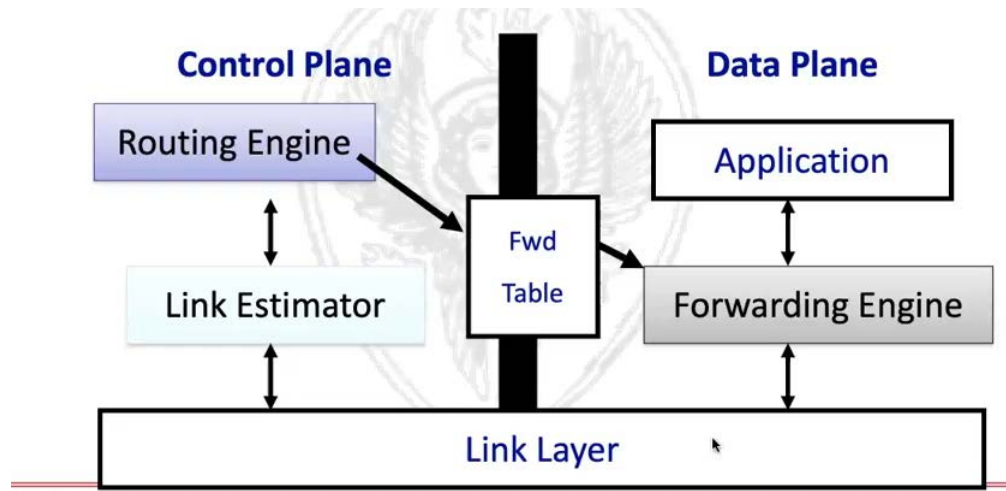 Control Plane
Data Plane
Routing Engine
Application
Fwd
Table
Link Estimator
Forwarding Engine
Link Layer